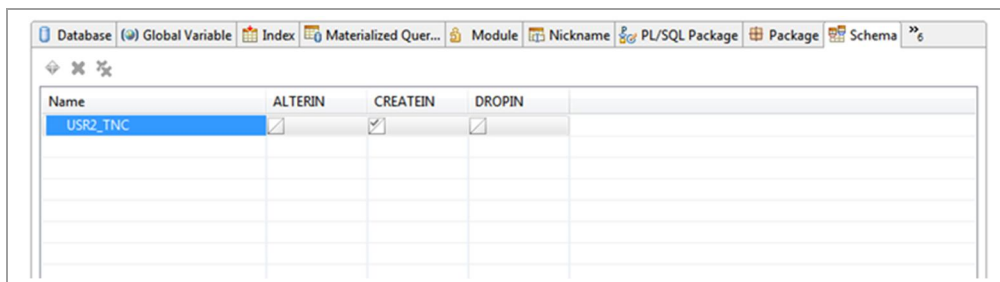 Database Global Variable Index Materialized Quer... Module Nickname PL/SQL Package Package Schema »6
Name ALTERIN CREATEIN DROPIN
USR2_TNC